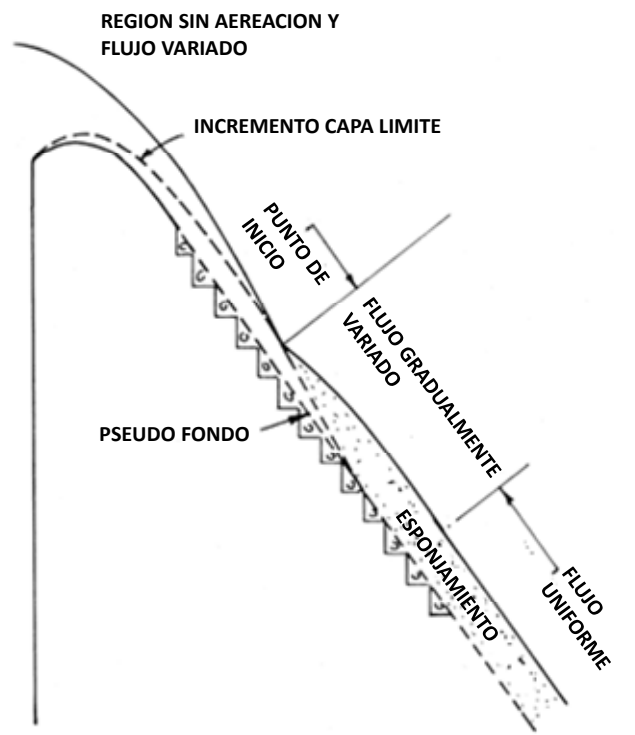 REGION SIN AEREACION Y
FLUJO VARIADO
INCREMENTO CAPA LIMITE
PUNTO DE
INICIO
FLUJO GRADUALMENTE
VARIADO
PSEUDO FONDO
ESPONJAMIENTO
FLUJO
UNIFORME